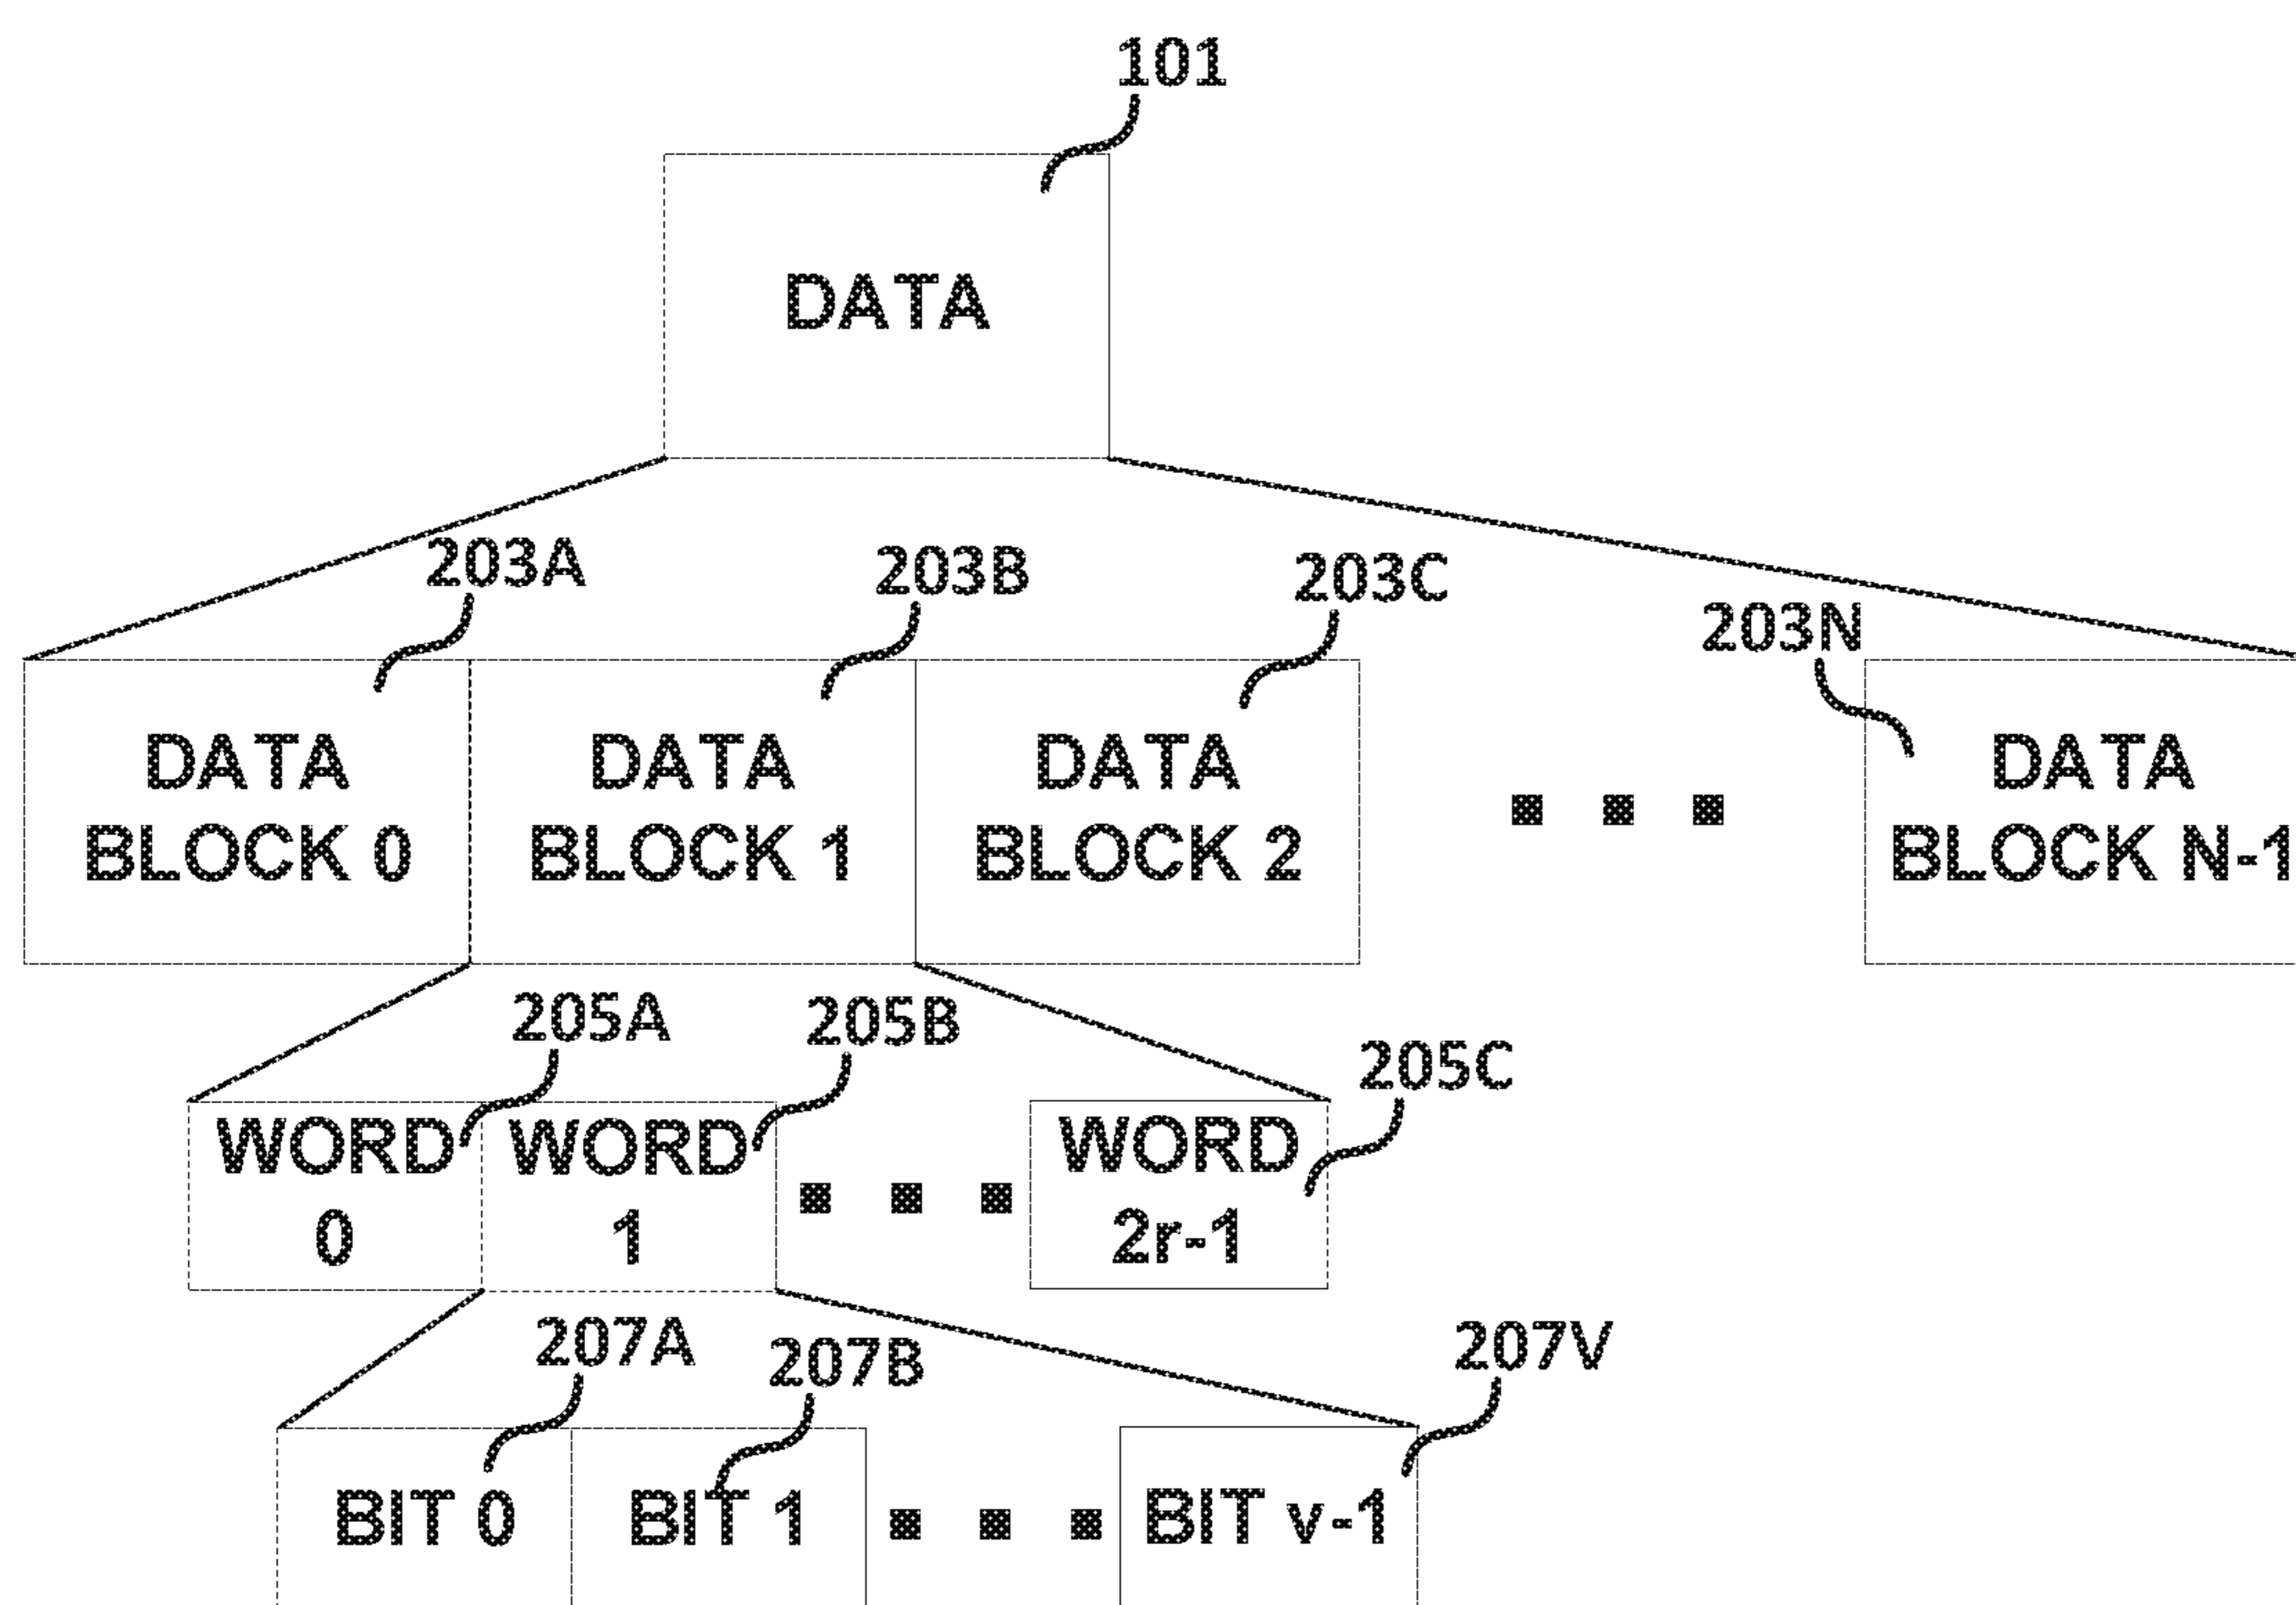 101
DATA
203A
203B
203C
203N
DATA
BLOCK 0
DATA
BLOCK 1
DATA
BLOCK 2
DATA
BLOCK N-1
205A
205B
205C
WORD
0
WORD
1
WORD
2r-1
207A
207B
207V
BIT 0
BIT 1
BIT v-1